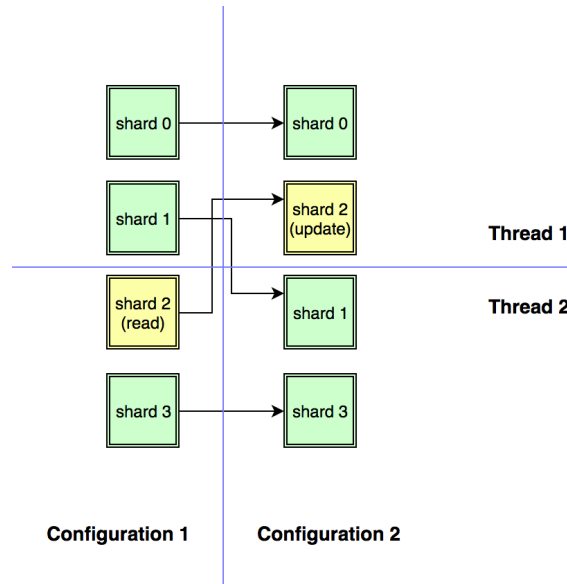 shard 0
shard 0
shard 1
shard 2
(update)
Thread 1
shard 2
(read)
shard 1
Thread 2
shard 3
shard 3
Configuration 1
Configuration 2